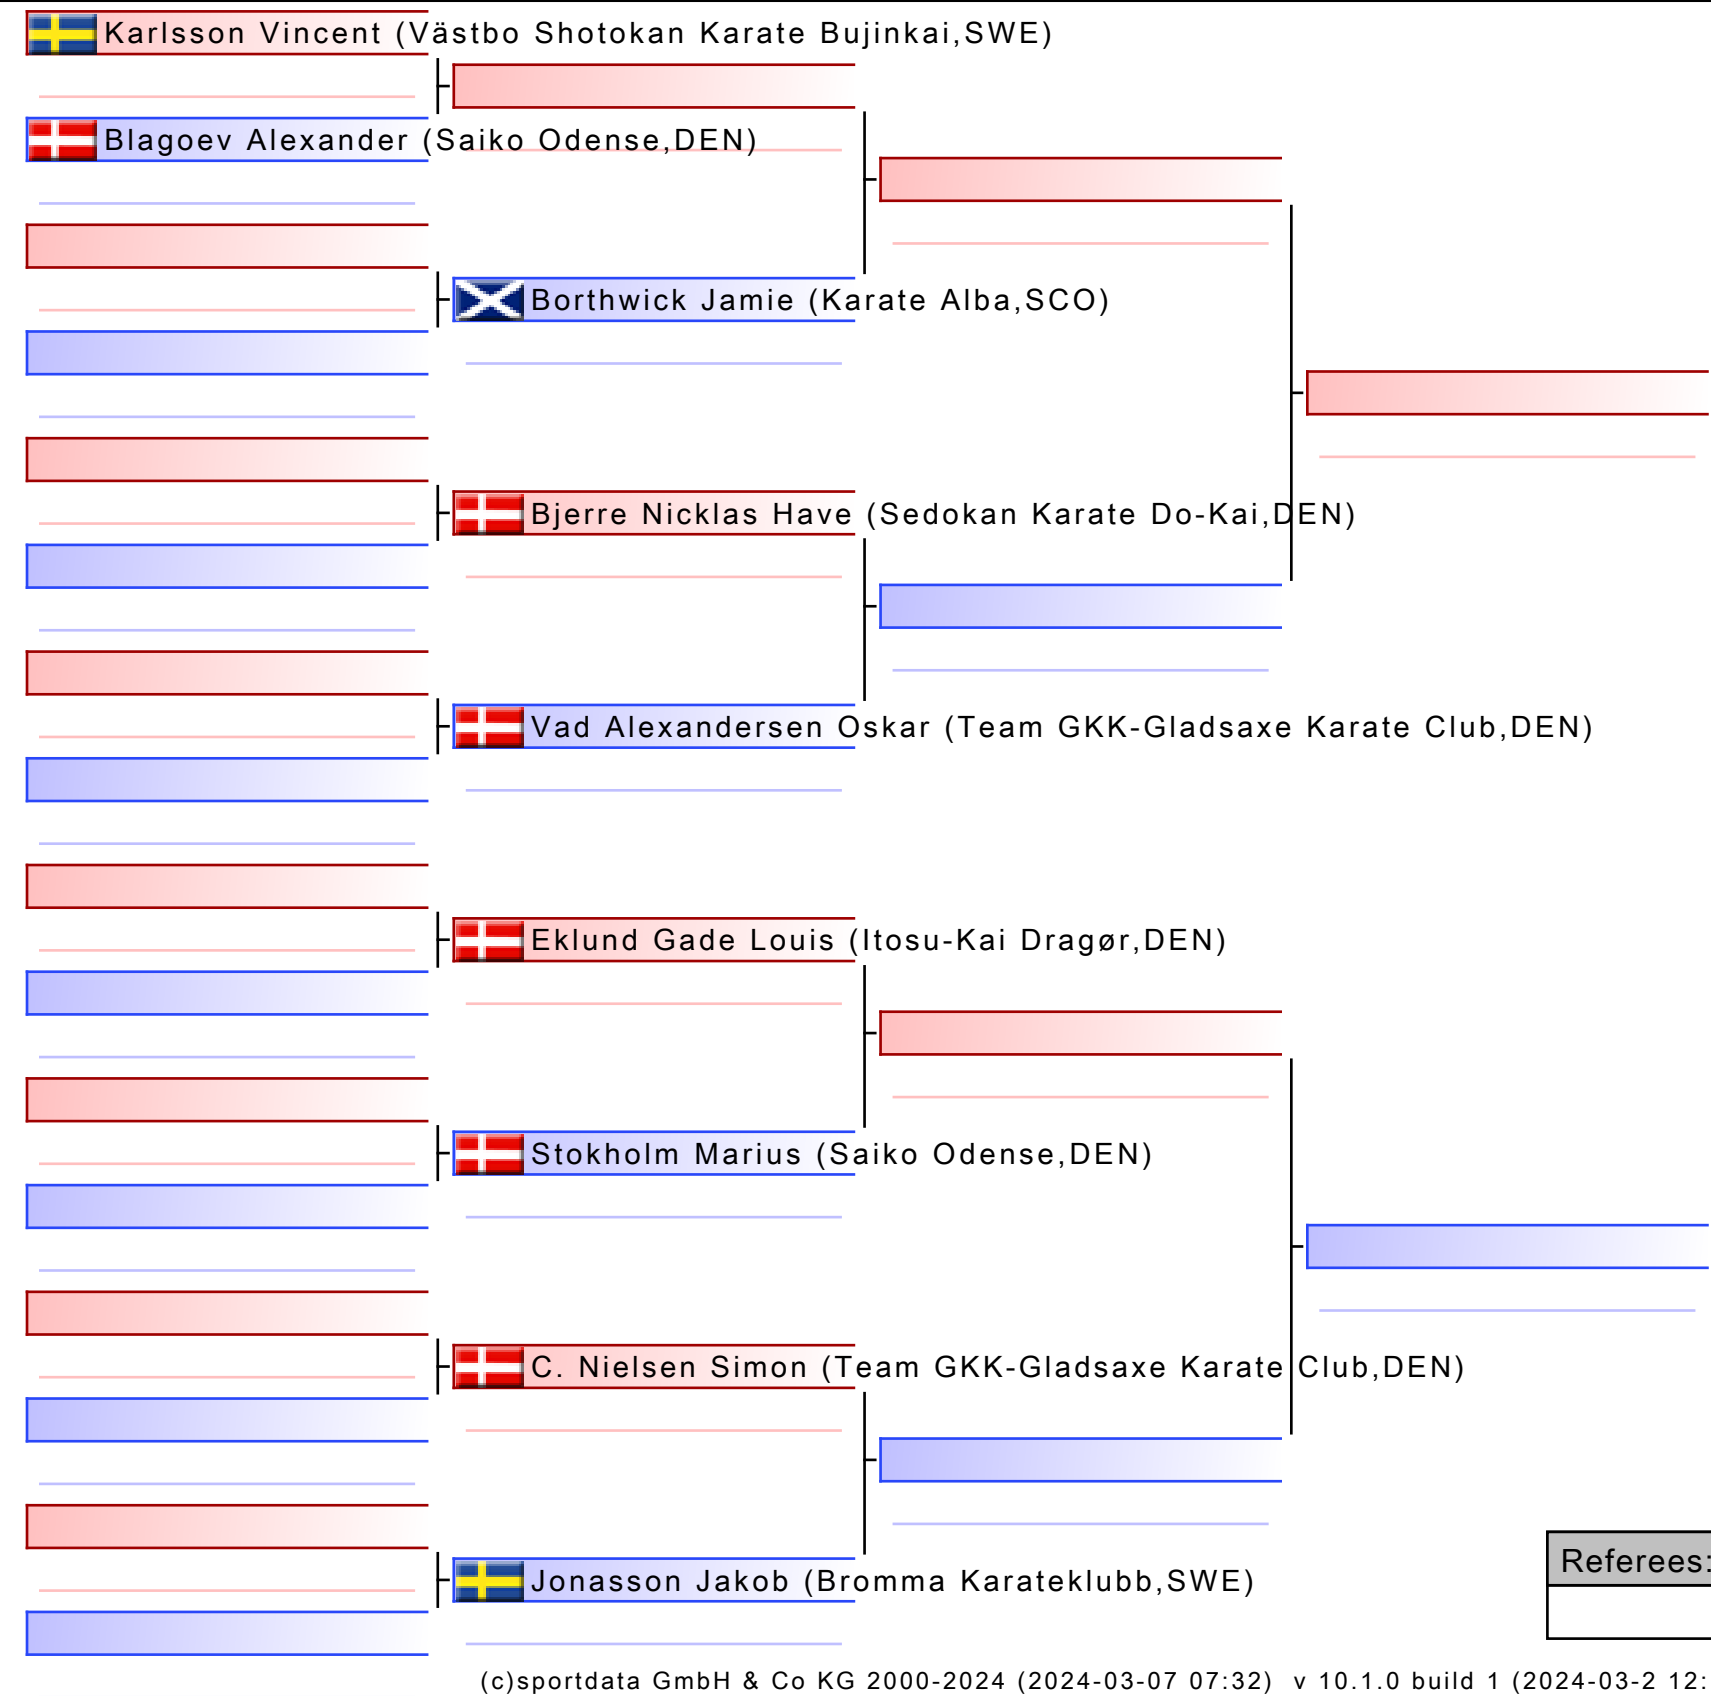 Karlsson Vincent (Västbo Shotokan Karate Bujinkai,SWE)
Blagoev Alexander (Saiko Odense,DEN)
Borthwick Jamie (Karate Alba,SCO)
Bjerre Nicklas Have (Sedokan Karate Do-Kai,DEN)
Vad Alexandersen Oskar (Team GKK-Gladsaxe Karate Club,DEN)
Eklund Gade Louis (Itosu-Kai Dragør,DEN)
Stokholm Marius (Saiko Odense,DEN)
C. Nielsen Simon (Team GKK-Gladsaxe Karate Club,DEN)
Jonasson Jakob (Bromma Karateklubb,SWE)
Referees:
(c)sportdata GmbH & Co KG 2000-2024 (2024-03-07 07:32) v 10.1.0 build 1 (2024-03-2 12: